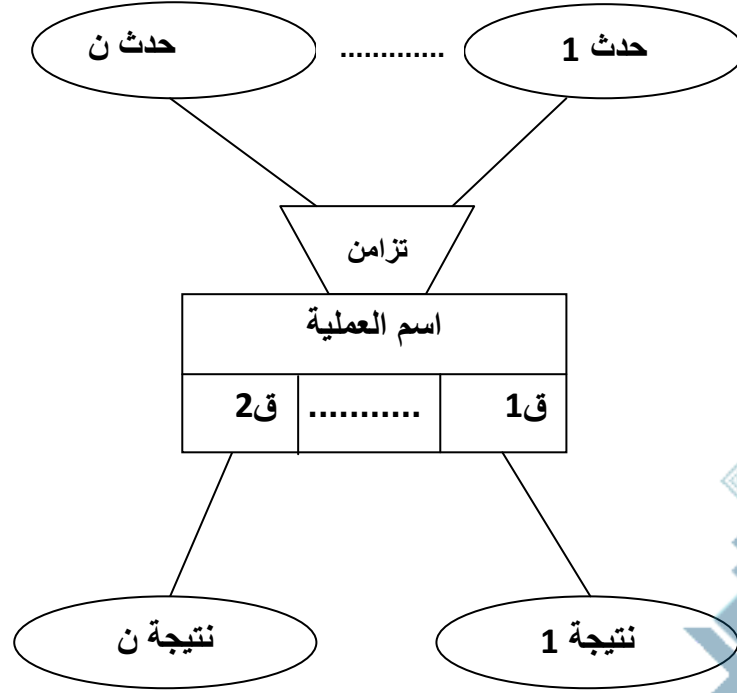 حدث 1 ............. حدث ن
تزامن
اسم العملية
ق1 ........... ق2
نتيجة 1 نتيجة ن